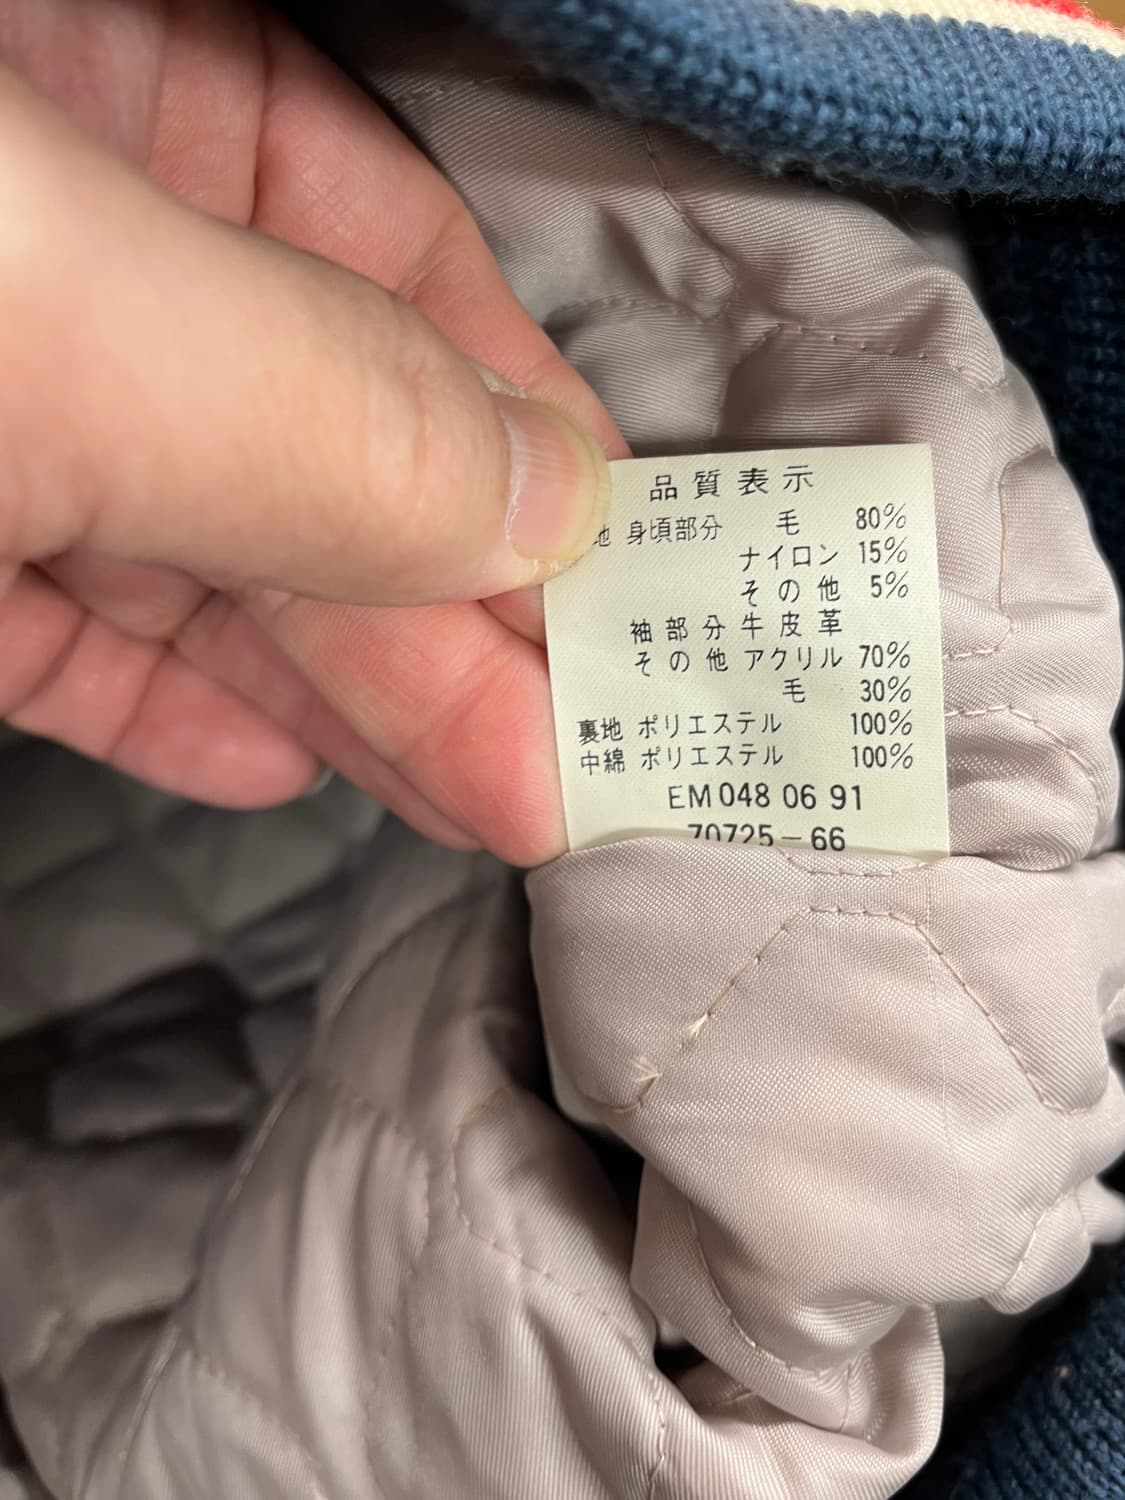 品質表示
地 身頃部分 毛 80%
ナイロン 15%
その他 5%
袖部分 牛皮革
その他 アクリル 70%
毛 30%
裏地 ポリエステル 100%
中綿 ポリエステル 100%
EM 048 06 91
70725-66